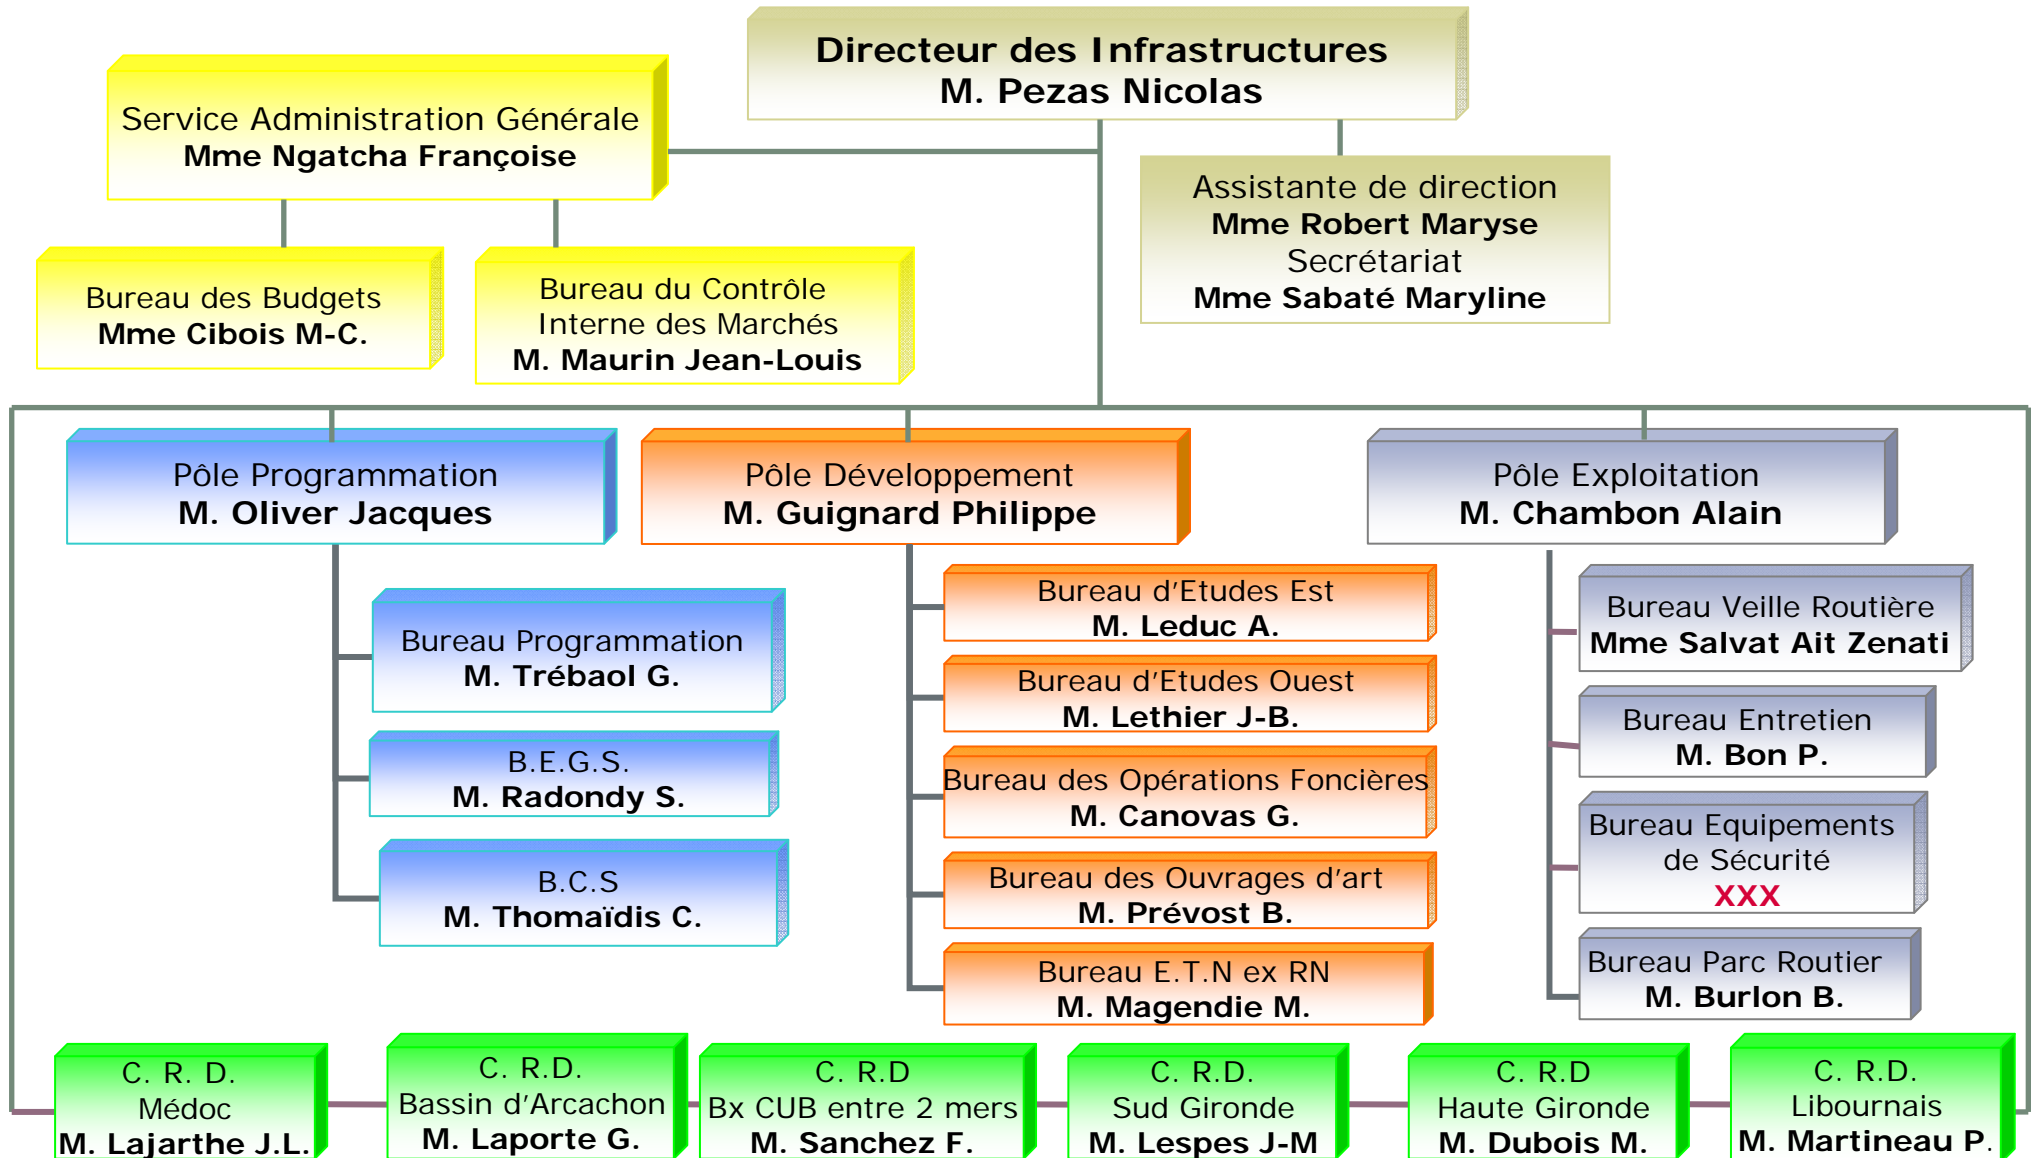 Directeur des Infrastructures
M. Pezas Nicolas
Service Administration Générale
Mme Ngatcha Françoise
Assistante de direction
Mme Robert Maryse
Secrétariat
Mme Sabaté Maryline
Bureau des Budgets
Mme Cibois M-C.
Bureau du Contrôle
Interne des Marchés
M. Maurin Jean-Louis
Pôle Programmation
M. Oliver Jacques
Pôle Développement
M. Guignard Philippe
Pôle Exploitation
M. Chambon Alain
Bureau Programmation
M. Trébaol G.
B.E.G.S.
M. Radondy S.
B.C.S
M. Thomaïdis C.
Bureau d'Etudes Est
M. Leduc A.
Bureau d'Etudes Ouest
M. Lethier J-B.
Bureau des Opérations Foncières
M. Canovas G.
Bureau des Ouvrages d'art
M. Prévost B.
Bureau E.T.N ex RN
M. Magendie M.
Bureau Veille Routière
Mme Salvat Ait Zenati
Bureau Entretien
M. Bon P.
Bureau Equipements
de Sécurité
XXX
Bureau Parc Routier
M. Burlon B.
C. R. D.
Médoc
M. Lajarthe J.L.
C. R.D.
Bassin d'Arcachon
M. Laporte G.
C. R.D
Bx CUB entre 2 mers
M. Sanchez F.
C. R.D.
Sud Gironde
M. Lespes J-M
C. R.D
Haute Gironde
M. Dubois M.
C. R.D.
Libournais
M. Martineau P.